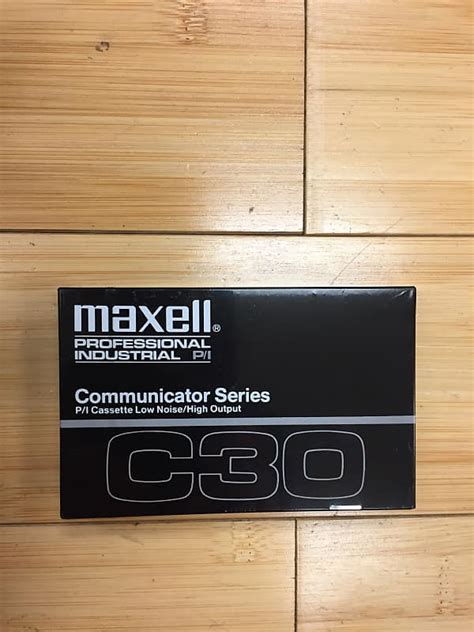 maxell®
PROFESSIONAL
INDUSTRIAL P/I
Communicator Series
P/I Cassette Low Noise/High Output
C30